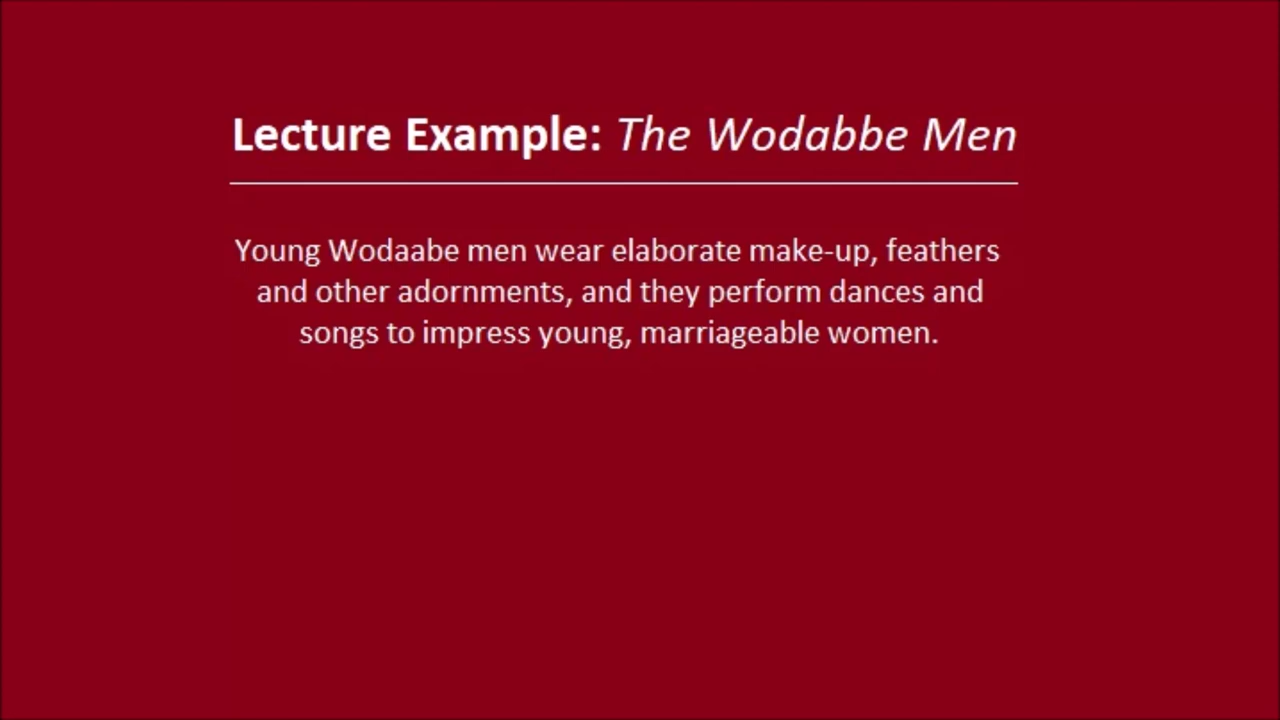 Lecture Example: The Wodabbe Men
Young Wodaabe men wear elaborate make-up, feathers
and other adornments, and they perform dances and
songs to impress young, marriageable women.